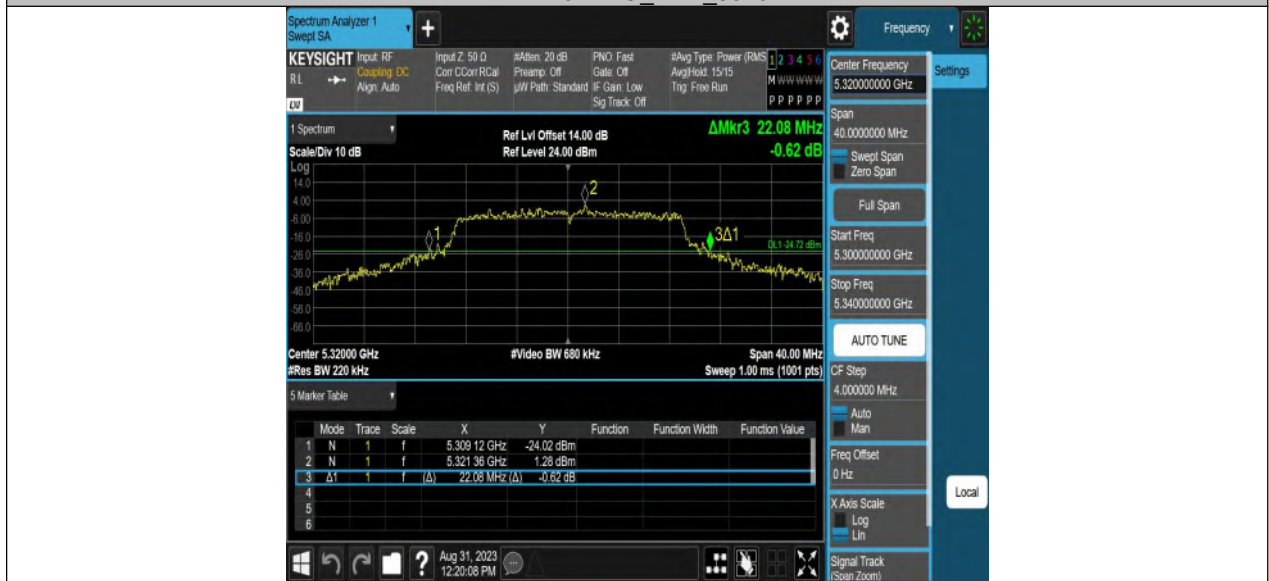 Spectrum Analyzer 1
Swept SA
+
Frequency
KEYSIGHT
RL
LXI
Input: RF
Coupling: DC
Align: Auto
Input Z: 50 Ω
Corr CCorr RCal
Freq Ref: Int (S)
#Atten: 20 dB
Preamp: Off
µW Path: Standard
PNO: Fast
Gate: Off
IF Gain: Low
Sig Track: Off
#Avg Type: Power (RMS
Avg|Hold: 15/15
Trig: Free Run
1 2 3 4 5 6
M W W W W W
P P P P P P
Center Frequency
5.320000000 GHz
Settings
1 Spectrum
Scale/Div 10 dB
Ref Lvl Offset 14.00 dB
Ref Level 24.00 dBm
ΔMkr3 22.08 MHz
-0.62 dB
Log
14.0
4.00
-6.00
-16.0
-26.0
-36.0
-46.0
-56.0
-66.0
1
2
3Δ1
DL1 -24.72 dBm
Center 5.32000 GHz
#Res BW 220 kHz
#Video BW 680 kHz
Span 40.00 MHz
Sweep 1.00 ms (1001 pts)
Span
40.0000000 MHz
Swept Span
Zero Span
Full Span
Start Freq
5.300000000 GHz
Stop Freq
5.340000000 GHz
AUTO TUNE
CF Step
4.000000 MHz
Auto
Man
Freq Offset
0 Hz
X Axis Scale
Log
Lin
Signal Track
(Span Zoom)
Local
5 Marker Table
Mode Trace Scale X Y Function Function Width Function Value
1 N 1 f 5.309 12 GHz -24.02 dBm
2 N 1 f 5.321 36 GHz 1.28 dBm
3 Δ1 1 f (Δ) 22.08 MHz (Δ) -0.62 dB
4
5
6
?
Aug 31, 2023
12:20:08 PM